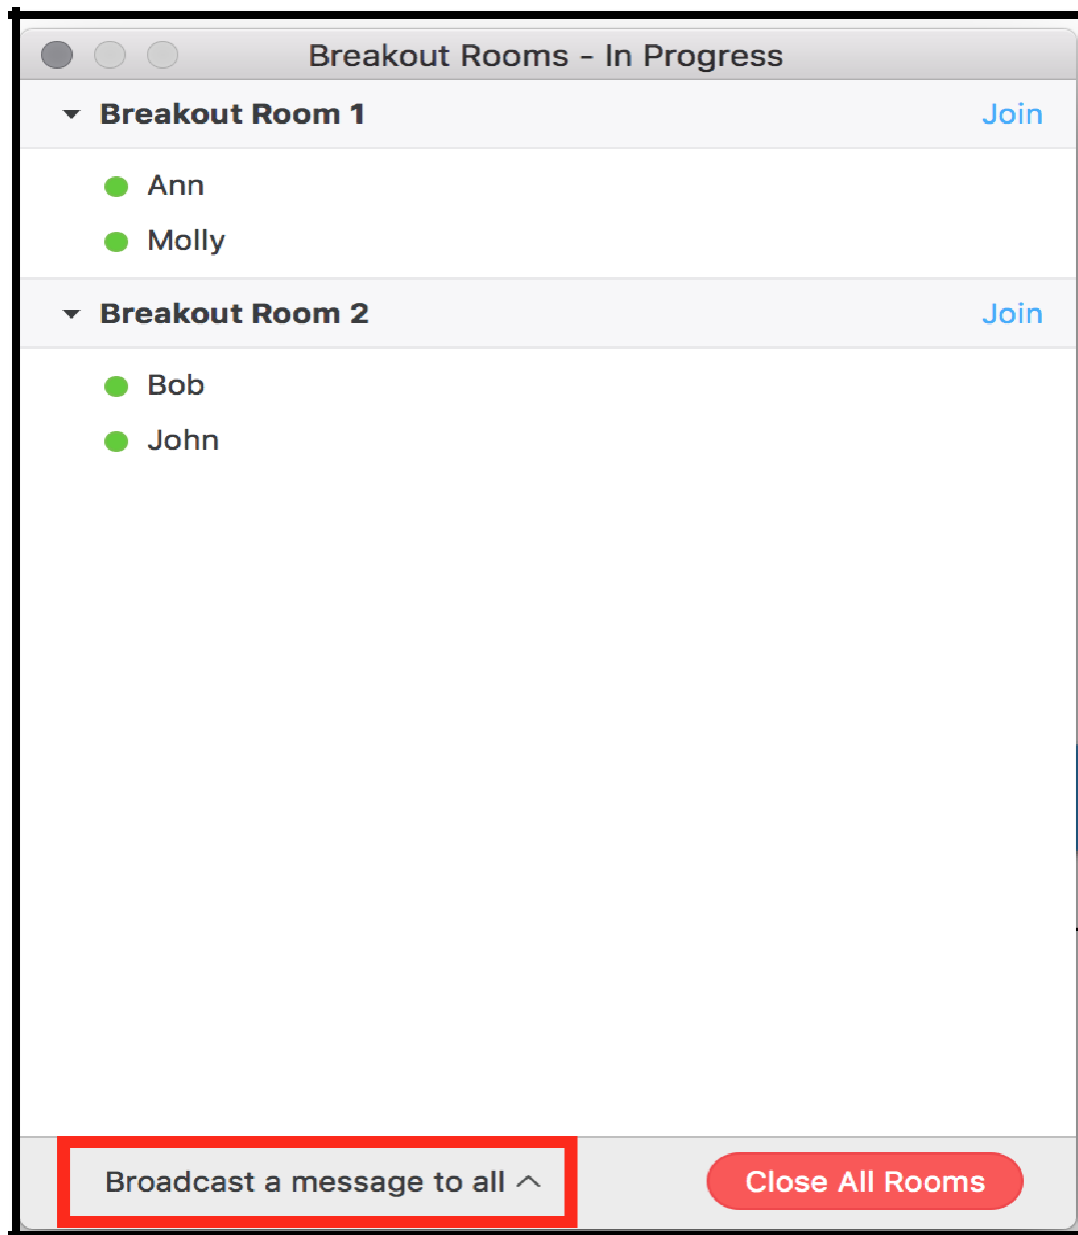 Breakout Rooms - In Progress
Breakout Room 1 Join
Ann
Molly
Breakout Room 2 Join
Bob
John
Broadcast a message to all Close All Rooms